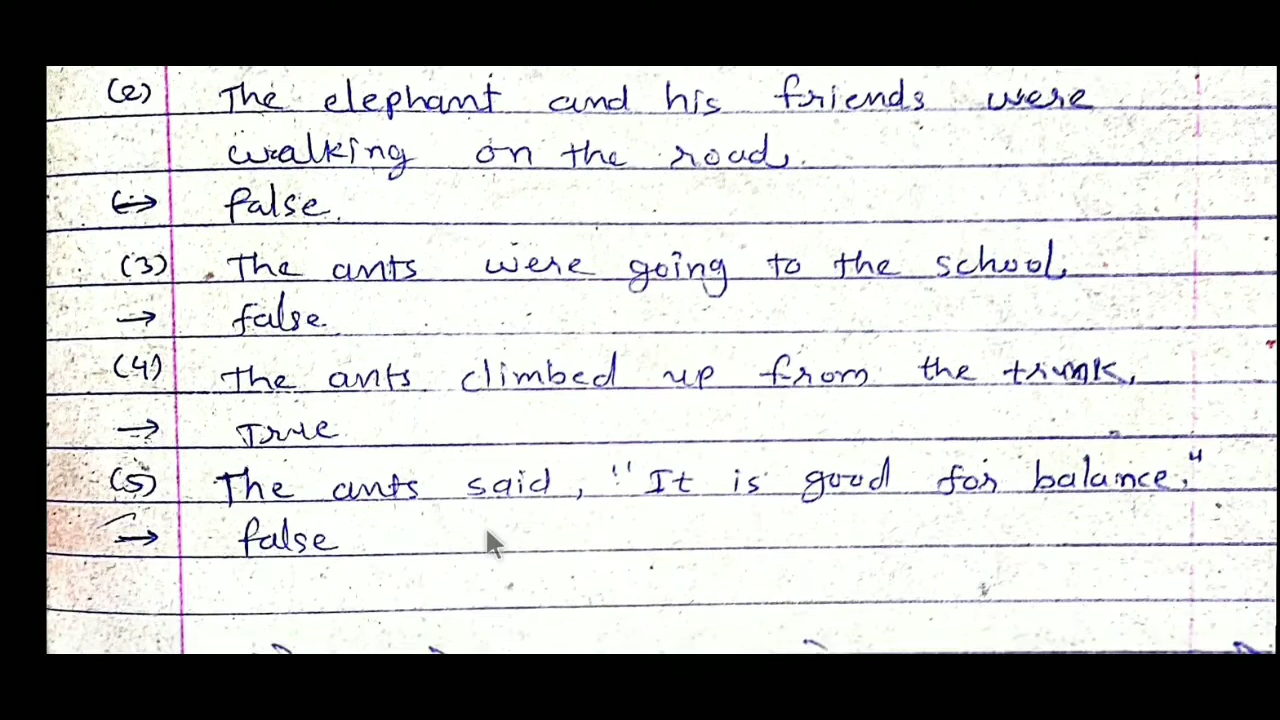 (2) The elephant and his friends were
walking on the road.
→ false.
(3) The ants were going to the school.
→ false.
(4) The ants climbed up from the trunk.
→ True
(5) The ants said, "It is good for balance."
→ false